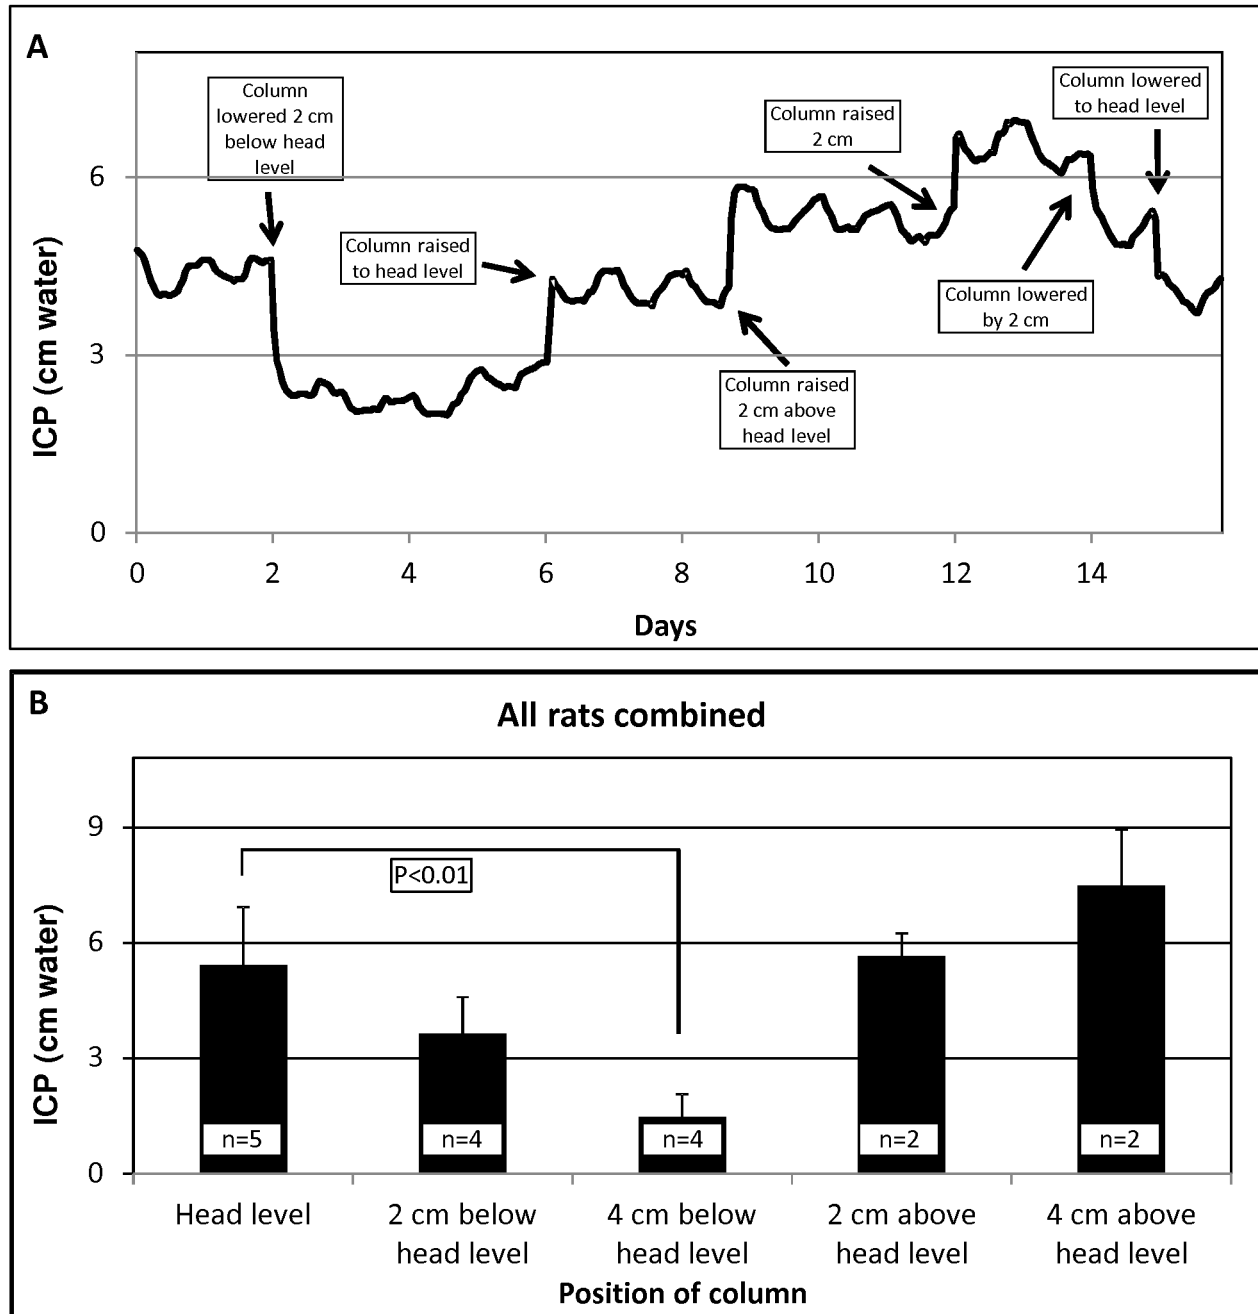 A
Column
lowered 2 cm
below head
level
Column raised
to head level
Column raised
2 cm above
head level
Column raised
2 cm
Column lowered
by 2 cm
Column lowered
to head level
ICP (cm water)
6
3
0
0 2 4 6 8 10 12 14
Days
B
All rats combined
ICP (cm water)
9
6
3
0
P<0.01
n=5 n=4 n=4 n=2 n=2
Head level 2 cm below 4 cm below 2 cm above 4 cm above
head level head level head level head level
Position of column